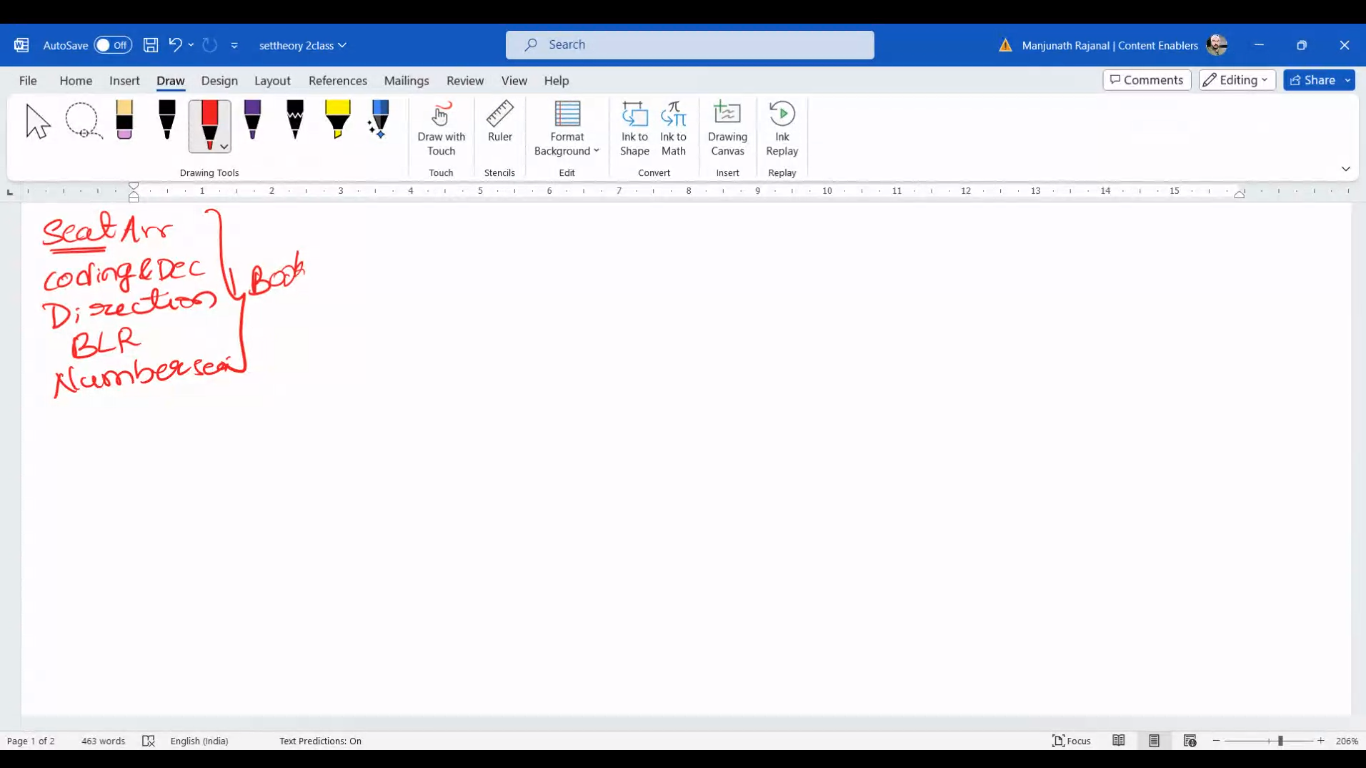 AutoSave Off settheory 2class Search Manjunath Rajanal | Content Enablers
File Home Insert Draw Design Layout References Mailings Review View Help Comments Editing Share
Draw with Touch Ruler Format Background Ink to Shape Ink to Math Drawing Canvas Ink Replay
Drawing Tools Touch Stencils Edit Convert Insert Replay
1 2 3 4 5 6 7 8 9 10 11 12 13 14 15
Seat Arr
Coding & Dec
Book
Direction
BLR
Number
Page 1 of 2 463 words English (India) Text Predictions: On Focus 206%